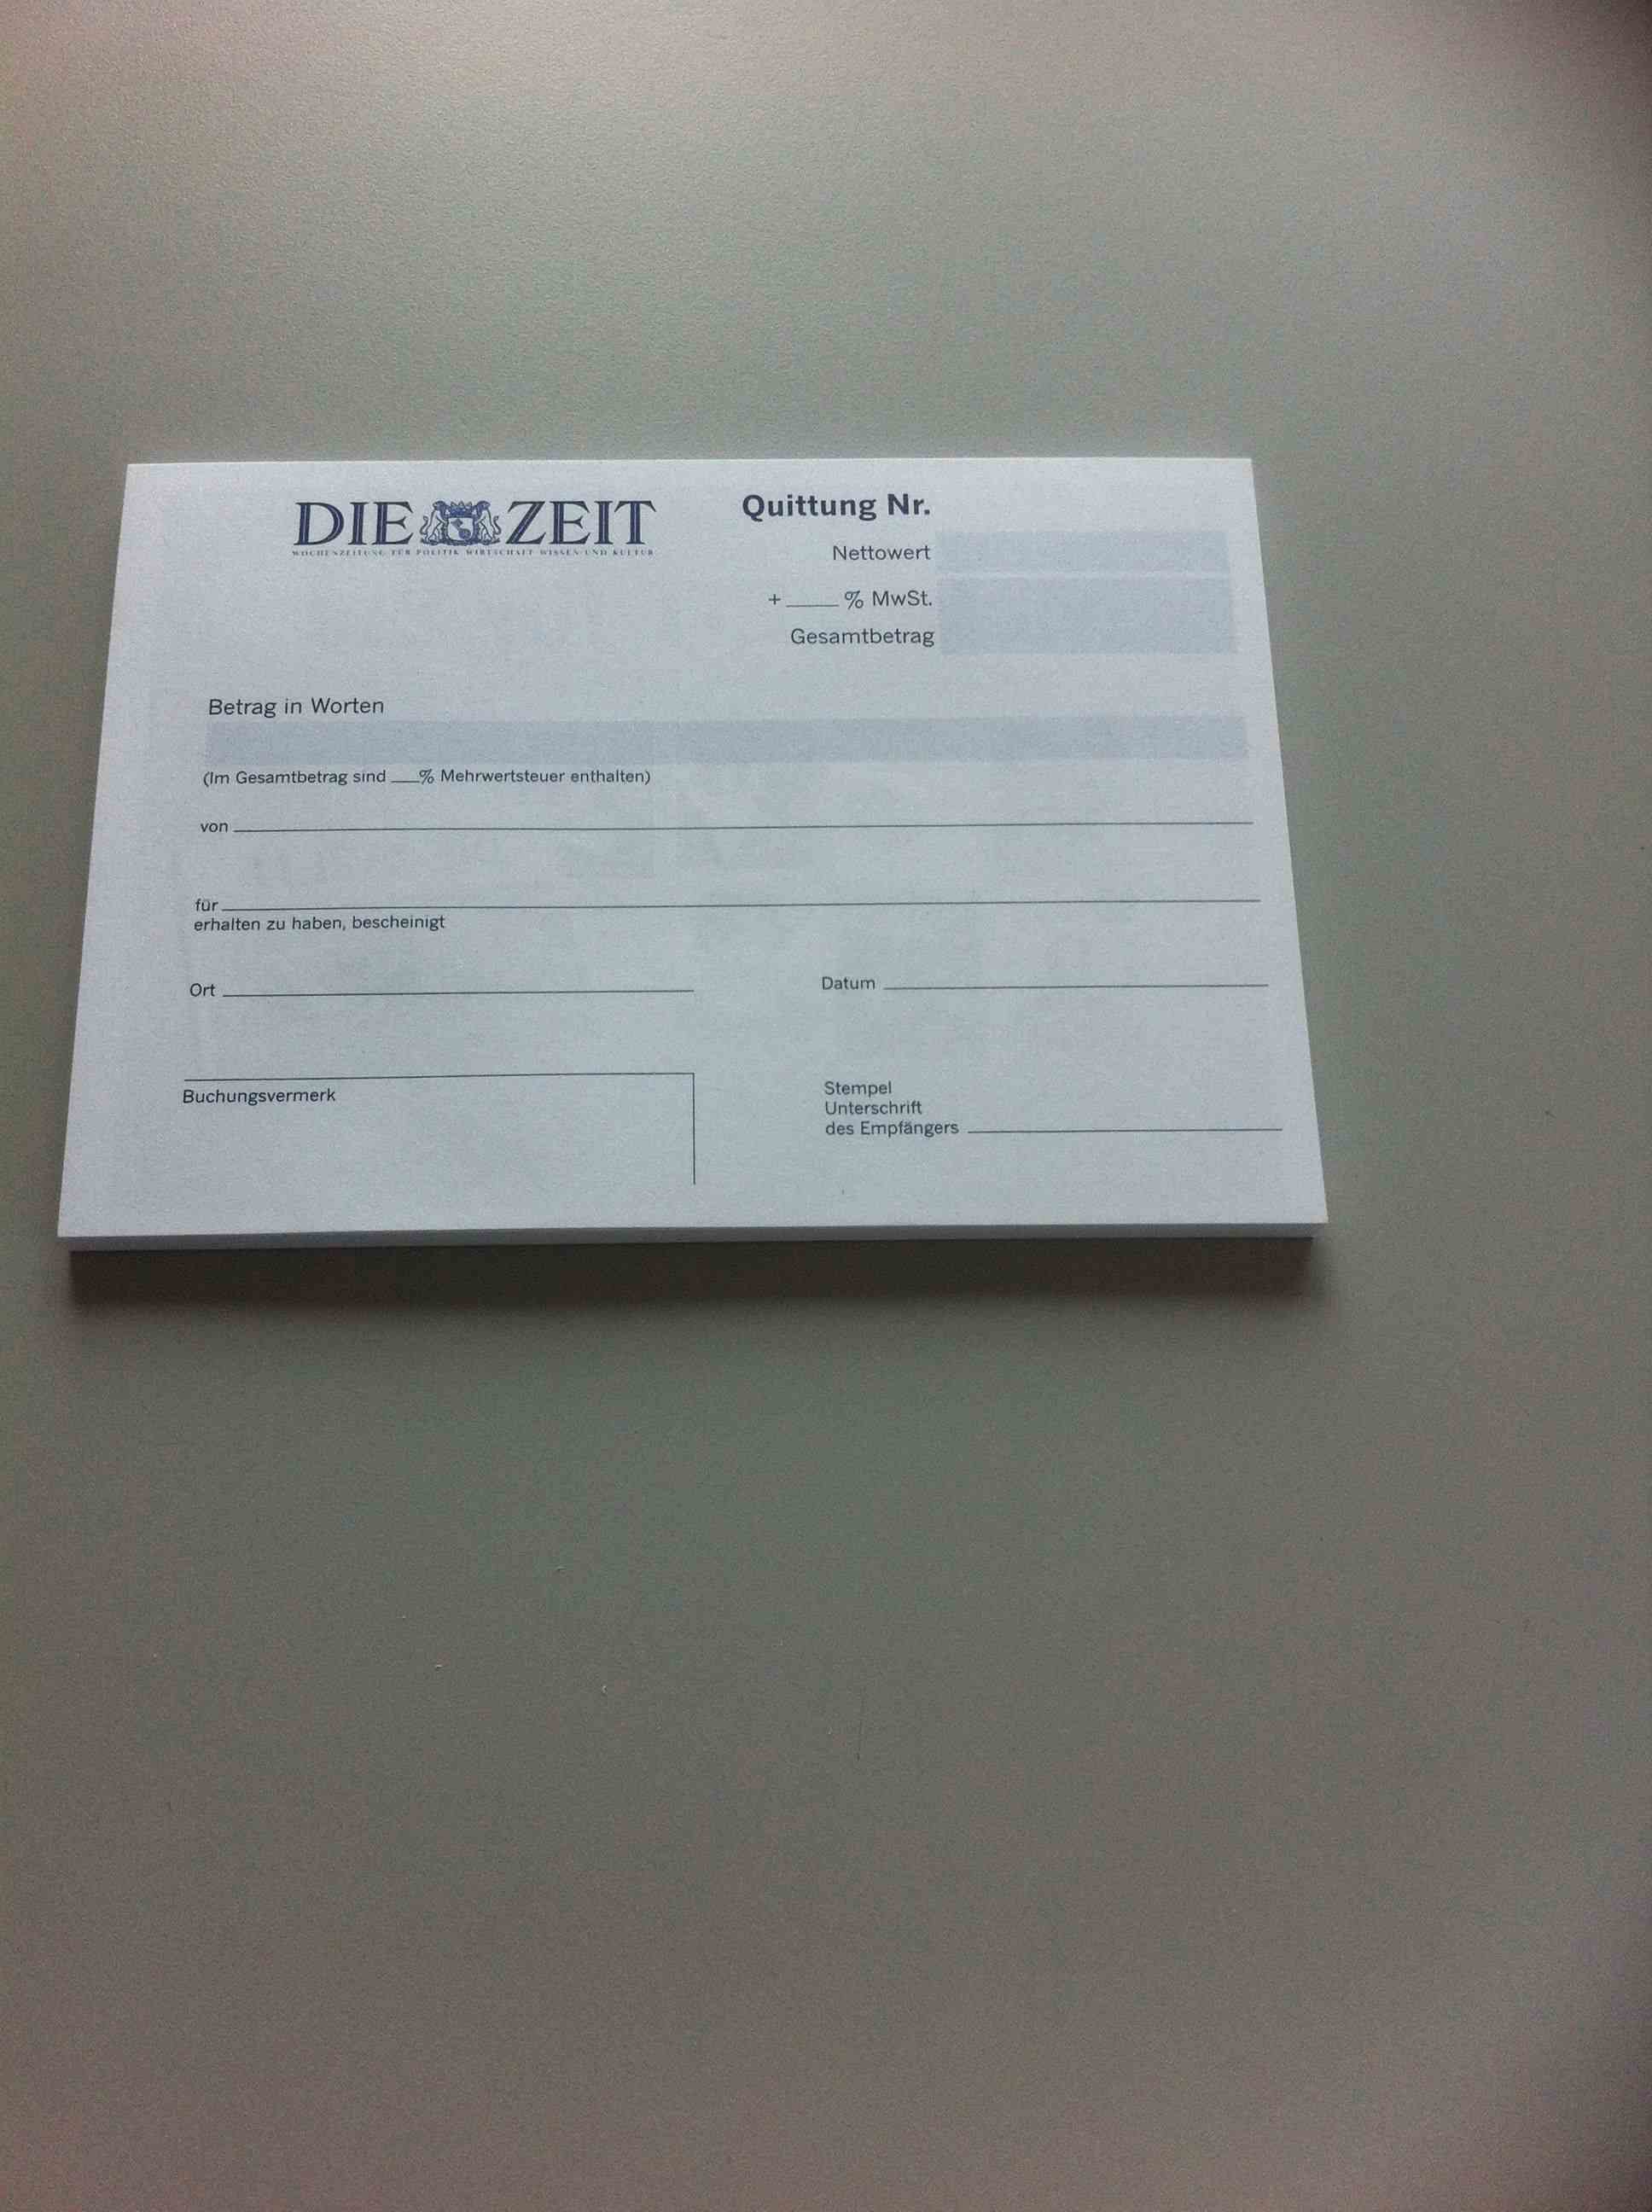 DIE ZEIT
WOCHENZEITUNG FÜR POLITIK WIRTSCHAFT WISSEN UND KULTUR
Quittung Nr.
Nettowert
+ ____ % MwSt.
Gesamtbetrag
Betrag in Worten
(Im Gesamtbetrag sind __% Mehrwertsteuer enthalten)
von
für
erhalten zu haben, bescheinigt
Ort
Datum
Buchungsvermerk
Stempel
Unterschrift
des Empfängers